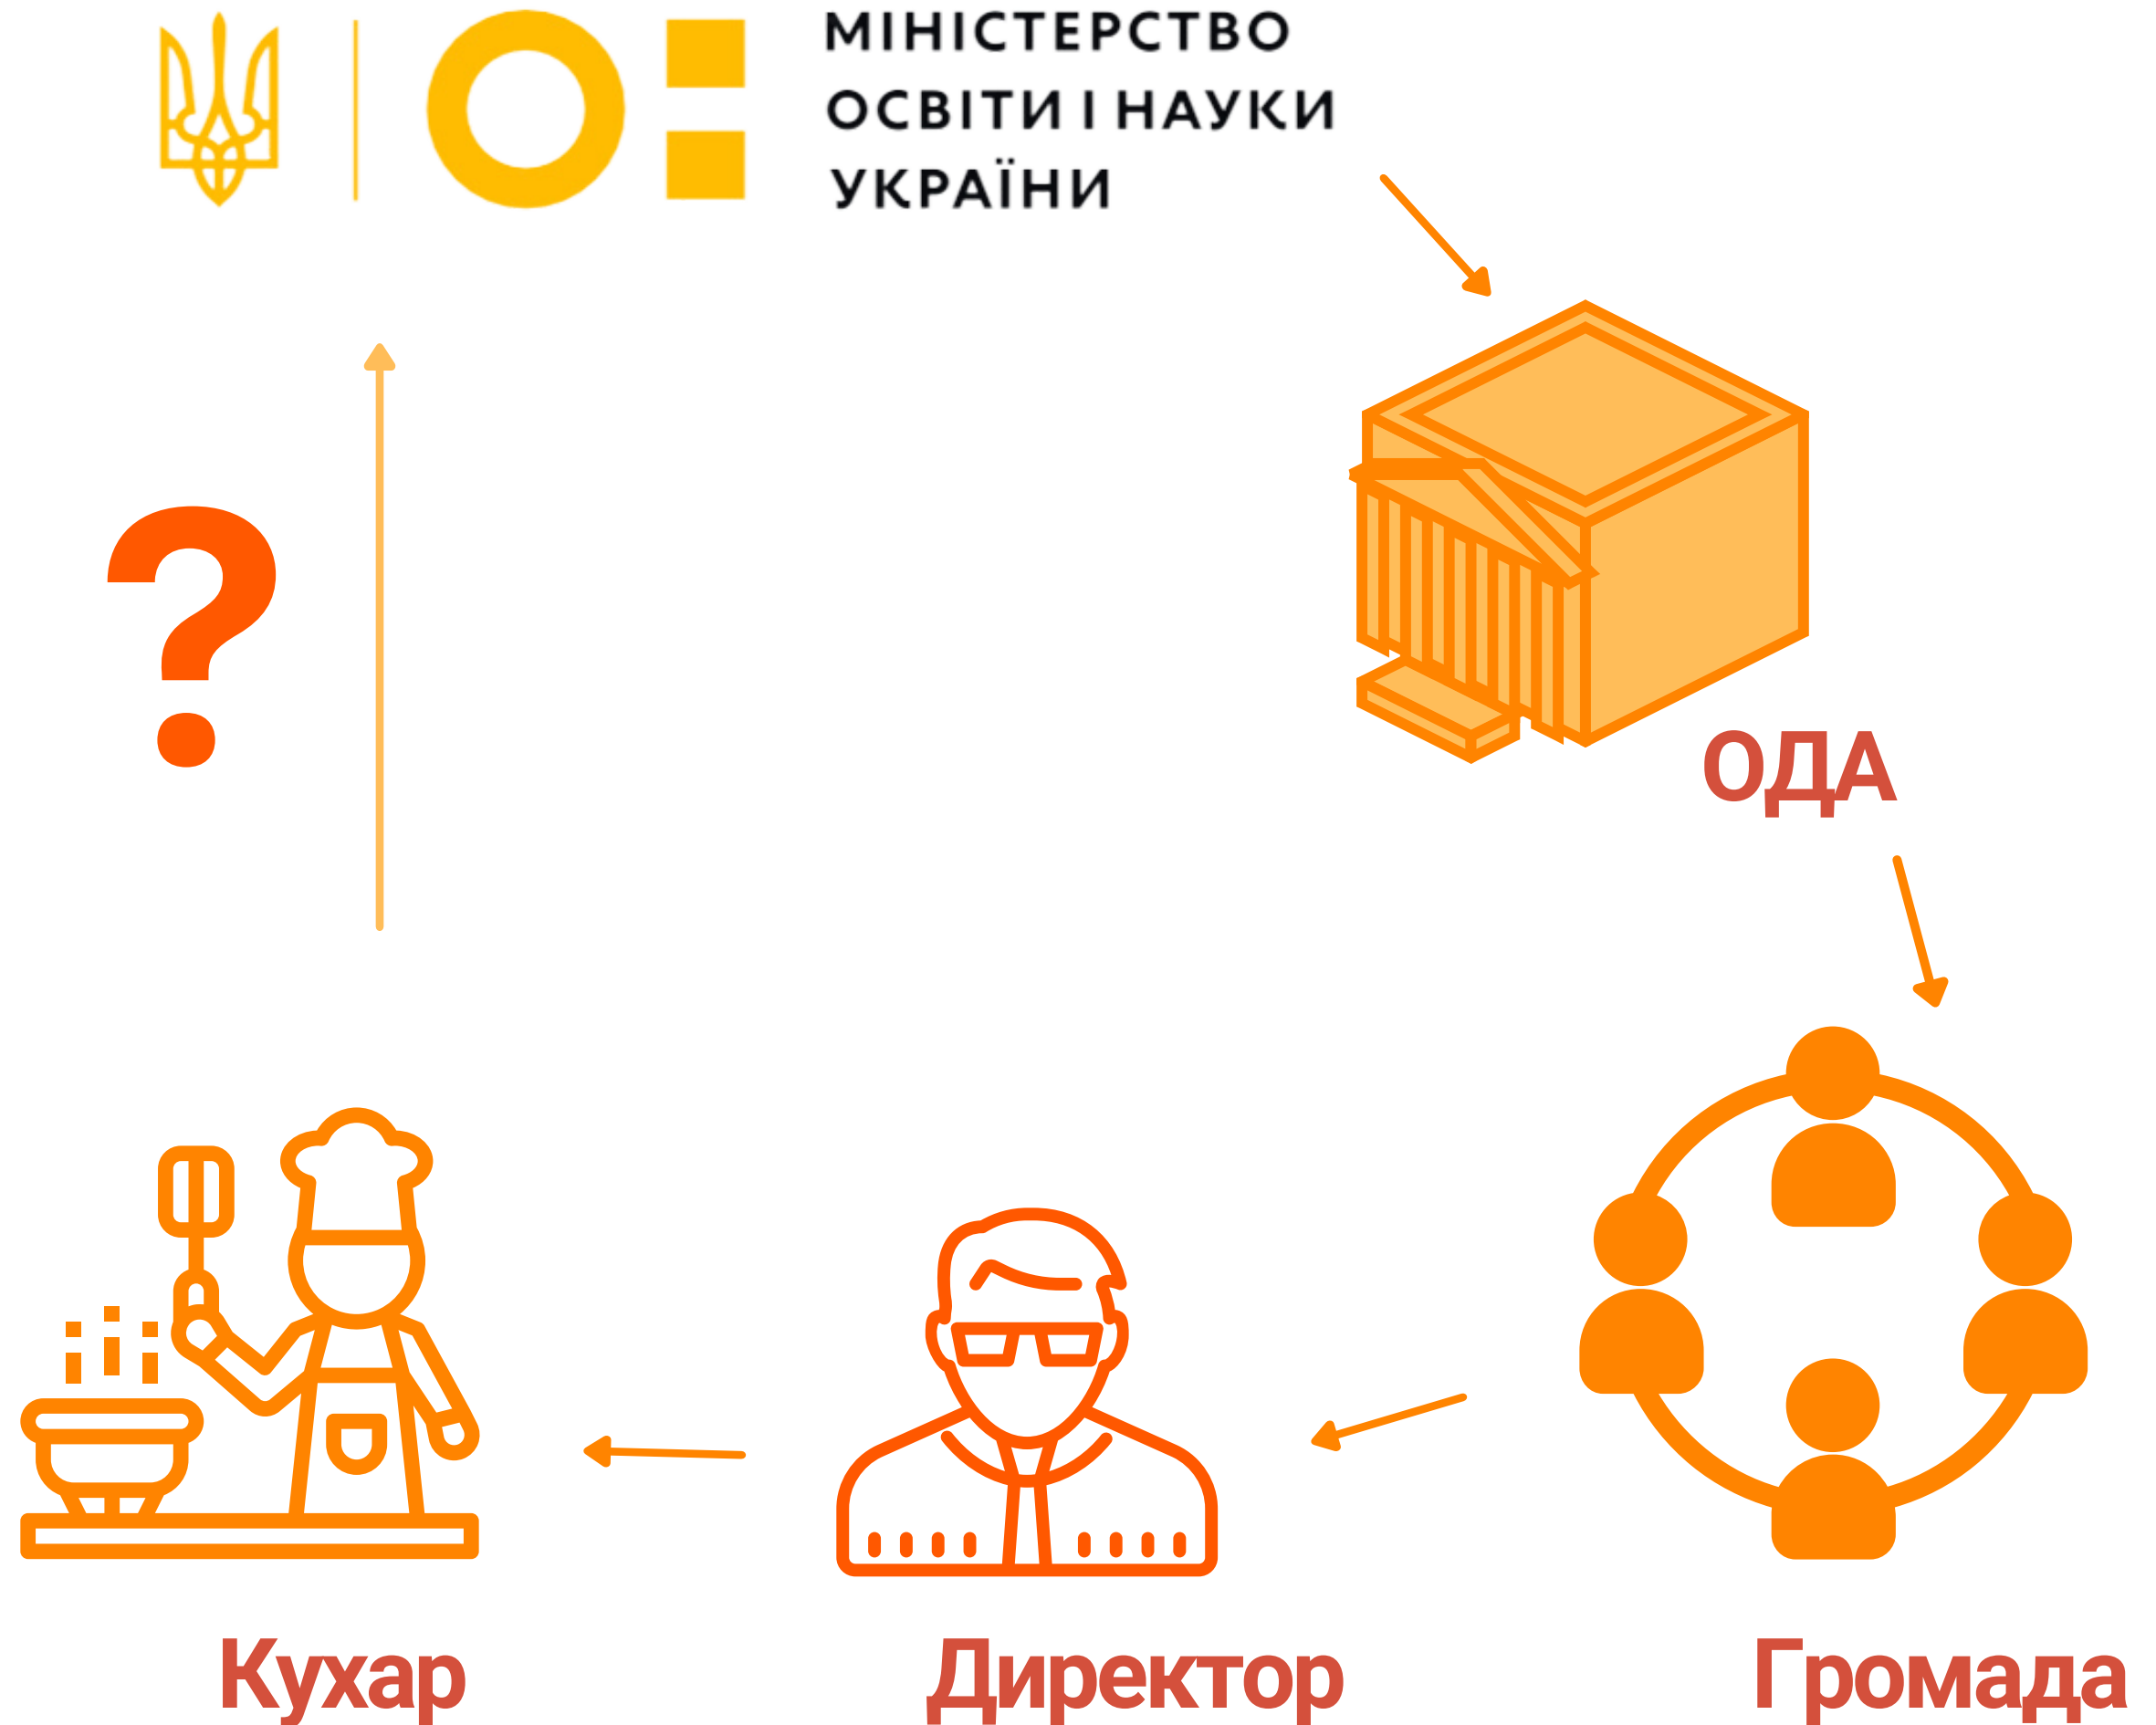 МІНІСТЕРСТВО
ОСВІТИ І НАУКИ
УКРАЇНИ
?
ОДА
Кухар
Директор
Громада